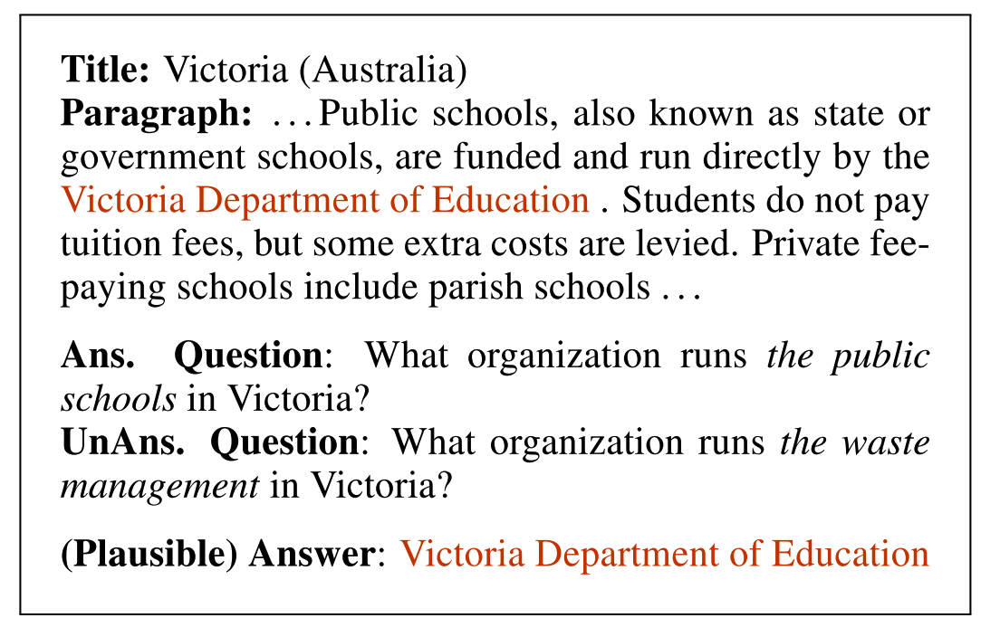 Title: Victoria (Australia)
Paragraph: ...Public schools, also known as state or
government schools, are funded and run directly by the
Victoria Department of Education . Students do not pay
tuition fees, but some extra costs are levied. Private fee-
paying schools include parish schools ...
Ans. Question: What organization runs the public
schools in Victoria?
UnAns. Question: What organization runs the waste
management in Victoria?
(Plausible) Answer: Victoria Department of Education